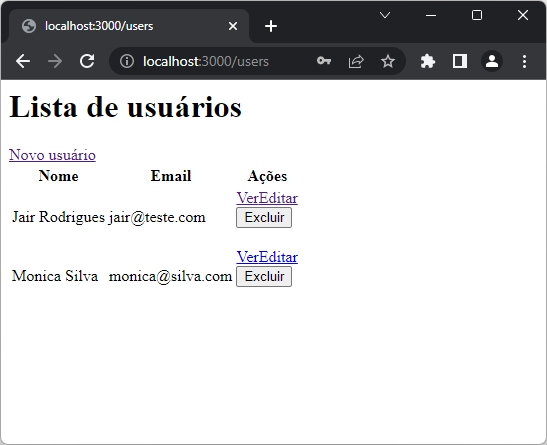 localhost:3000/users
localhost:3000/users
Lista de usuários
Novo usuário
Nome Email Ações
VerEditar
Jair Rodrigues jair@teste.com Excluir
VerEditar
Monica Silva monica@silva.com Excluir